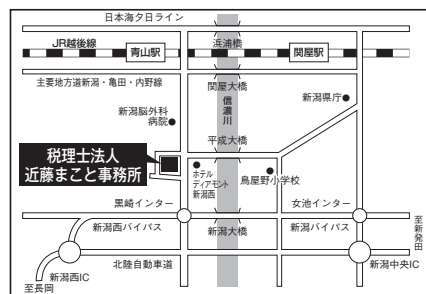 日本海夕日ライン
JR越後線
青山駅
浜浦橋
関屋駅
主要地方道新潟・亀田・内野線
関屋大橋
信濃川
新潟県庁
新潟脳外科
病院
平成大橋
税理士法人
近藤まこと事務所
ホテル
ディアモント
新潟西
鳥屋野小学校
黒崎インター
女池インター
新潟西バイパス
新潟大橋
新潟バイパス
至新発田
北陸自動車道
新潟西IC
新潟中央IC
至長岡